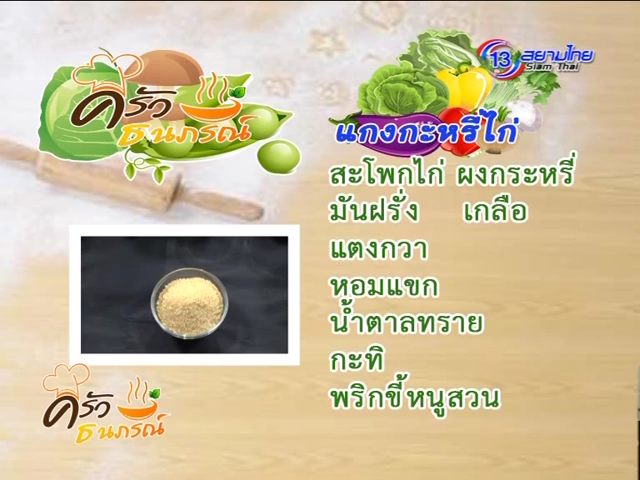 ครัว
ธนภรณ์
13 สยามไทย
Siam Thai
แกงกะหรี่ไก่
สะโพกไก่ ผงกระหรี่
มันฝรั่ง เกลือ
แตงกวา
หอมแขก
น้ำตาลทราย
กะทิ
พริกขี้หนูสวน
ครัว
ธนภรณ์